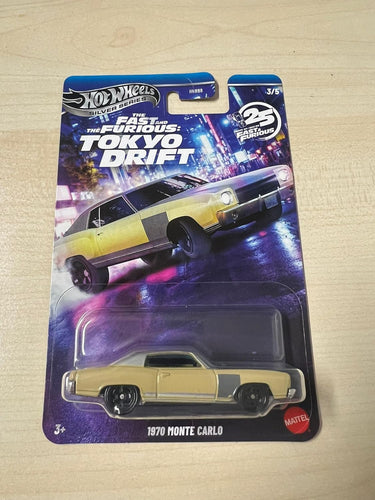 Hot Wheels
SILVER SERIES
3/5
THE
FAST AND
THE FURIOUS:
TOKYO
DRIFT
25
FAST & FURIOUS
1970 MONTE CARLO
3+
MATTEL